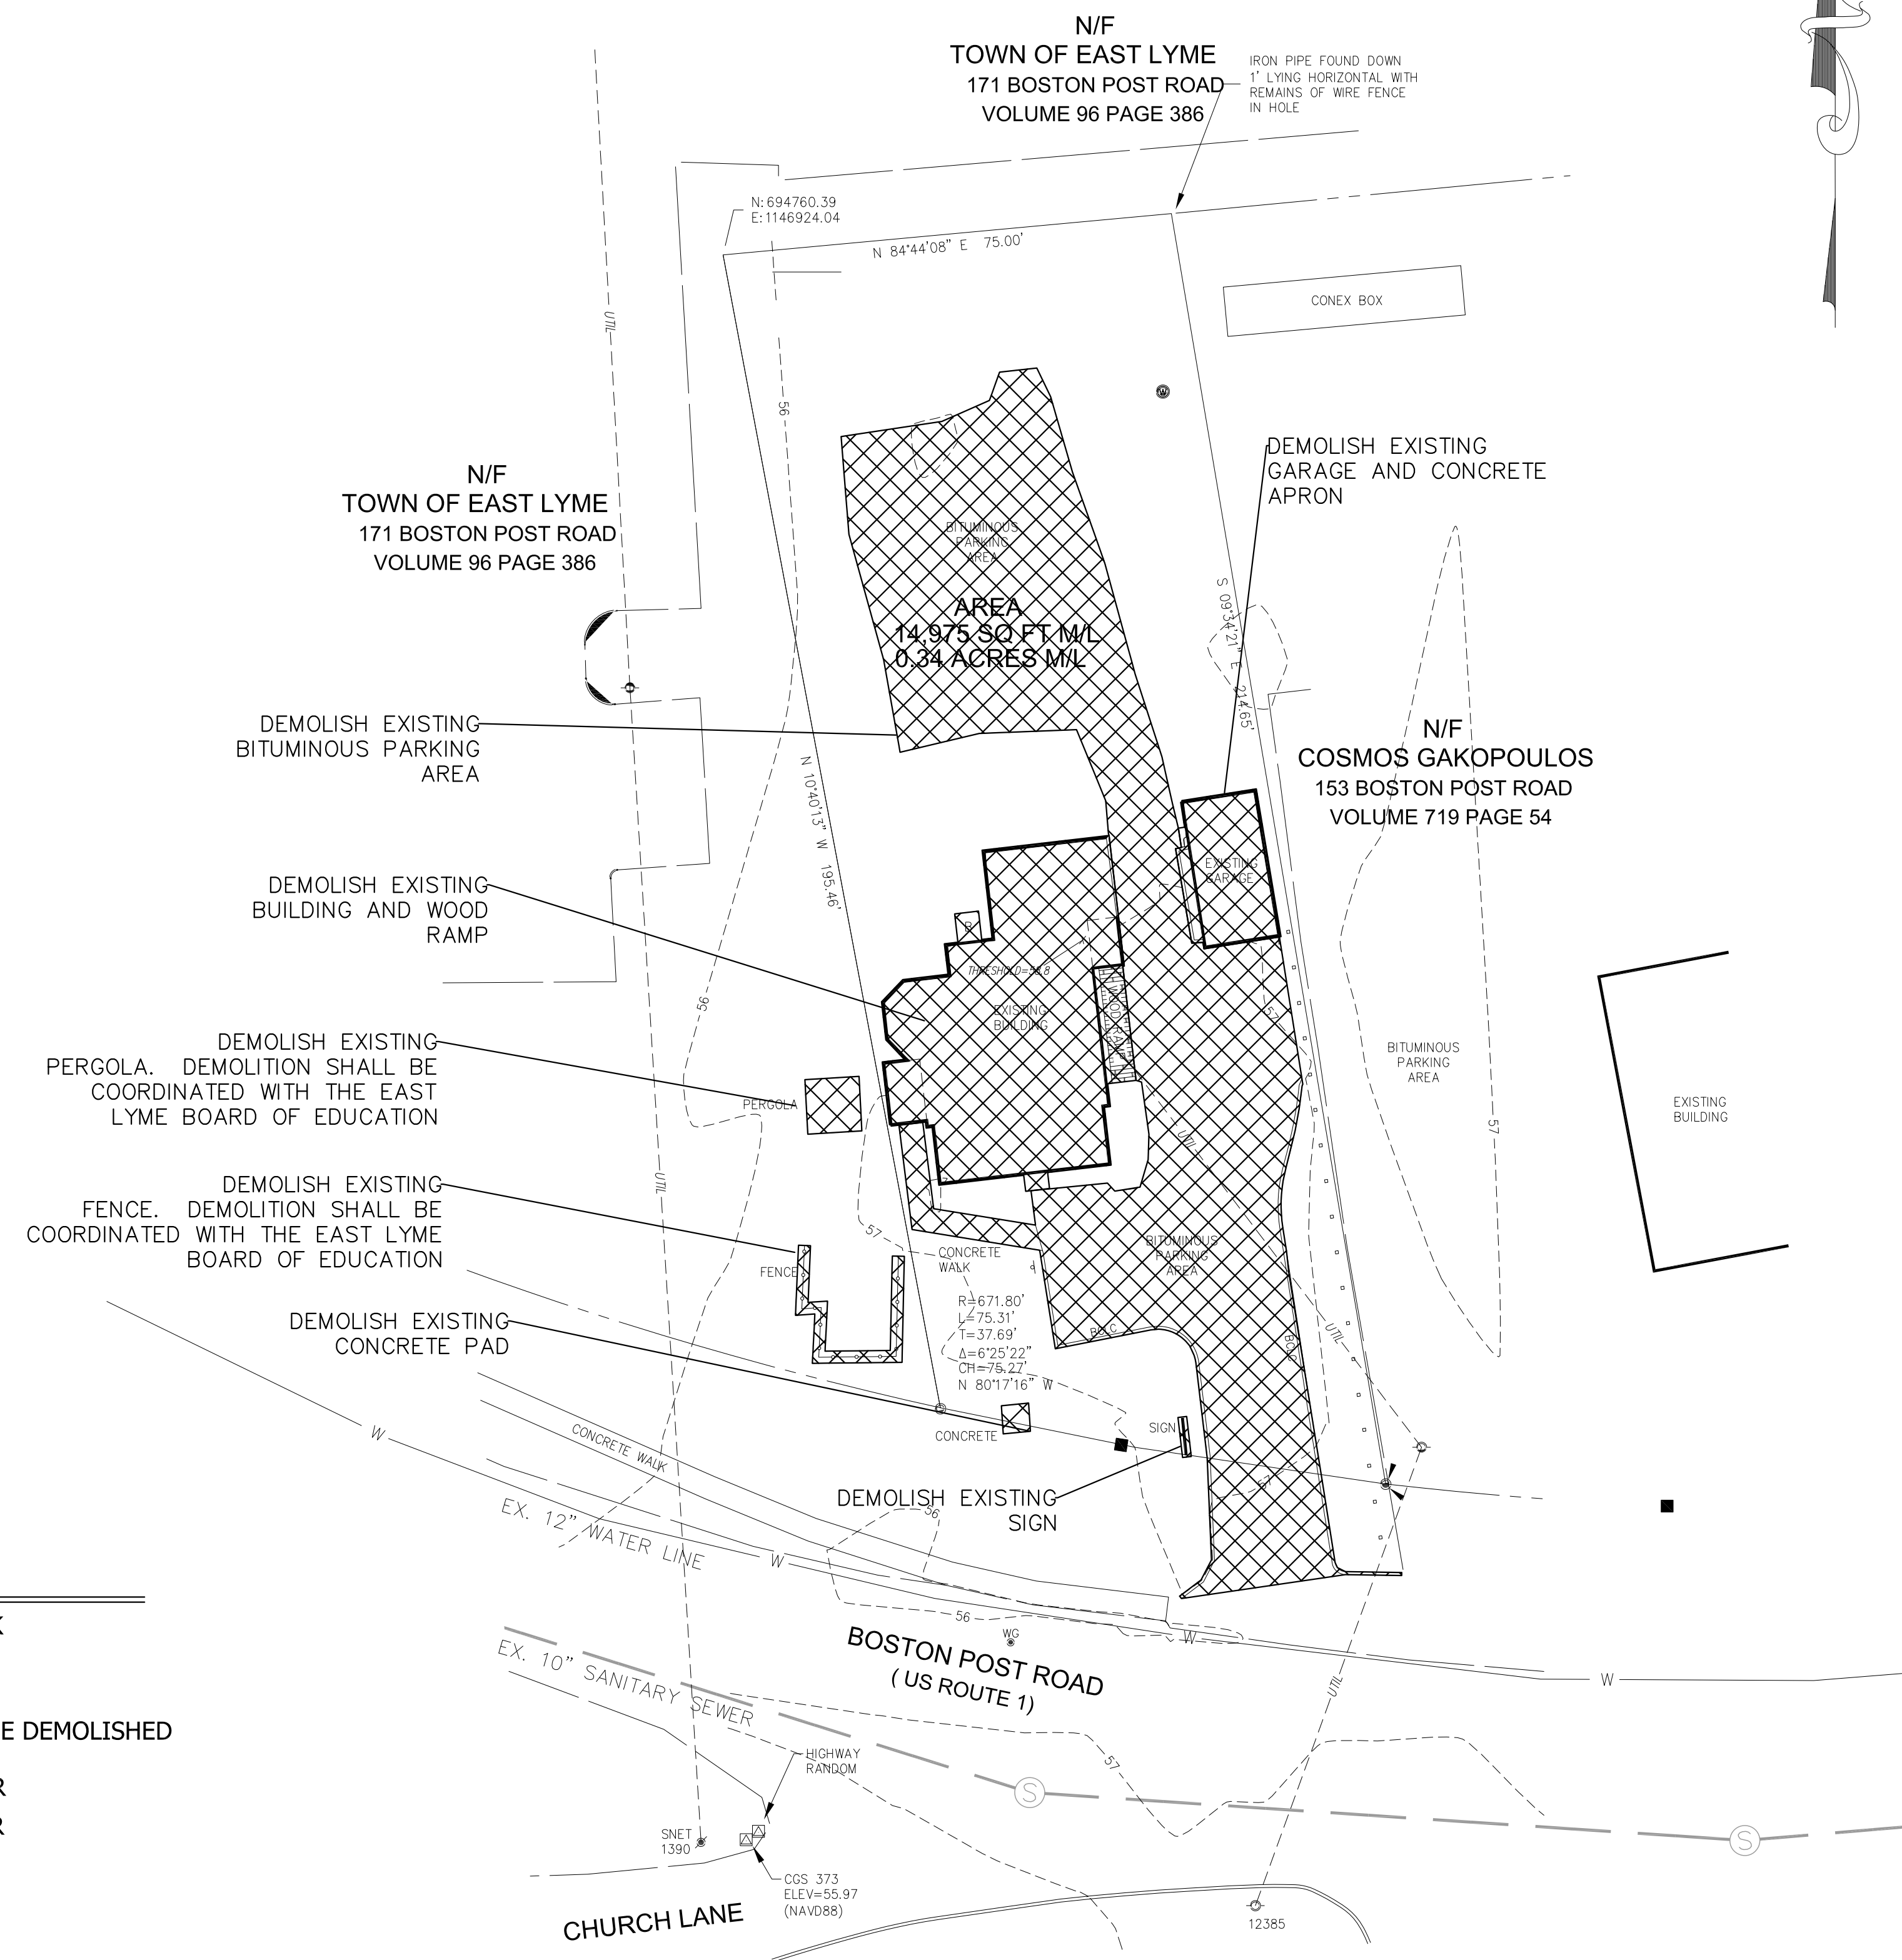 N/F
TOWN OF EAST LYME
171 BOSTON POST ROAD
VOLUME 96 PAGE 386
IRON PIPE FOUND DOWN
1' LYING HORIZONTAL WITH
REMAINS OF WIRE FENCE
IN HOLE
N:694760.39
E:1146924.04
N 84°44'08" E 75.00'
CONEX BOX
UTIL
56
N/F
TOWN OF EAST LYME
171 BOSTON POST ROAD
VOLUME 96 PAGE 386
DEMOLISH EXISTING
GARAGE AND CONCRETE
APRON
BITUMINOUS
PARKING
AREA
AREA
14,975 SQ FT M/L
0.34 ACRES M/L
S 09°34'21" E 214.65'
DEMOLISH EXISTING
BITUMINOUS PARKING
AREA
N/F
COSMOS GAKOPOULOS
153 BOSTON POST ROAD
VOLUME 719 PAGE 54
N 10°40'13" W 195.46'
EXISTING
GARAGE
DEMOLISH EXISTING
BUILDING AND WOOD
RAMP
B
56
EXISTING
BUILDING
WOOD RAMP
57
DEMOLISH EXISTING
PERGOLA. DEMOLITION SHALL BE
COORDINATED WITH THE EAST
LYME BOARD OF EDUCATION
PERGOLA
BITUMINOUS
PARKING
AREA
EXISTING
BUILDING
57
UTIL
UTIL
DEMOLISH EXISTING
FENCE. DEMOLITION SHALL BE
COORDINATED WITH THE EAST LYME
BOARD OF EDUCATION
FENCE
57
CONCRETE
WALK
BITUMINOUS
PARKING
AREA
R=671.80'
L=75.31'
T=37.69'
Δ=6°25'22"
CH=75.27'
N 80°17'16" W
BCLC
BCLC
UTIL
DEMOLISH EXISTING
CONCRETE PAD
CONCRETE
SIGN
W
CONCRETE WALK
57
DEMOLISH EXISTING
SIGN
56
EX. 12" WATER LINE
W
56
WG
W
W
BOSTON POST ROAD
( US ROUTE 1)
EX. 10" SANITARY SEWER
UTIL
57
S
S
HIGHWAY
RANDOM
SNET
1390
CGS 373
ELEV=55.97
(NAVD88)
CHURCH LANE
12385
E DEMOLISHED
R
R